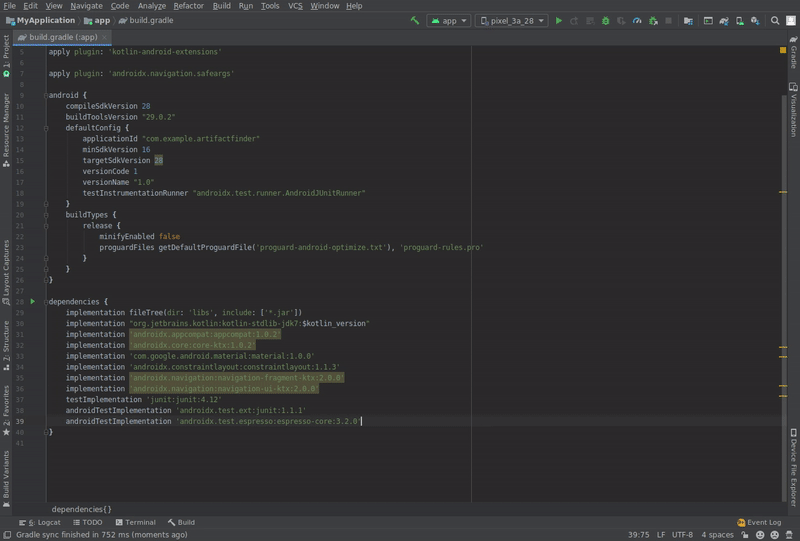 File Edit View Navigate Code Analyze Refactor Build Run Tools VCS Window Help
MyApplication app build.gradle app pixel_3a_28
build.gradle (:app)
1: Project
Resource Manager
Layout Captures
7: Structure
2: Favorites
Build Variants
5 apply plugin: 'kotlin-android-extensions'
6
7 apply plugin: 'androidx.navigation.safeargs'
8
9 android {
10 compileSdkVersion 28
11 buildToolsVersion "29.0.2"
12 defaultConfig {
13 applicationId "com.example.artifactfinder"
14 minSdkVersion 16
15 targetSdkVersion 28
16 versionCode 1
17 versionName "1.0"
18 testInstrumentationRunner "androidx.test.runner.AndroidJUnitRunner"
19 }
20 buildTypes {
21 release {
22 minifyEnabled false
23 proguardFiles getDefaultProguardFile('proguard-android-optimize.txt'), 'proguard-rules.pro'
24 }
25 }
26 }
27
28 dependencies {
29 implementation fileTree(dir: 'libs', include: ['*.jar'])
30 implementation "org.jetbrains.kotlin:kotlin-stdlib-jdk7:$kotlin_version"
31 implementation 'androidx.appcompat:appcompat:1.0.2'
32 implementation 'androidx.core:core-ktx:1.0.2'
33 implementation 'com.google.android.material:material:1.0.0'
34 implementation 'androidx.constraintlayout:constraintlayout:1.1.3'
35 implementation 'androidx.navigation:navigation-fragment-ktx:2.0.0'
36 implementation 'androidx.navigation:navigation-ui-ktx:2.0.0'
37 testImplementation 'junit:junit:4.12'
38 androidTestImplementation 'androidx.test.ext:junit:1.1.1'
39 androidTestImplementation 'androidx.test.espresso:espresso-core:3.2.0'
40 }
41
Gradle
Visualization
Device File Explorer
dependencies{}
6: Logcat TODO Terminal Build Event Log
Gradle sync finished in 752 ms (moments ago) 39:75 LF UTF-8 4 spaces